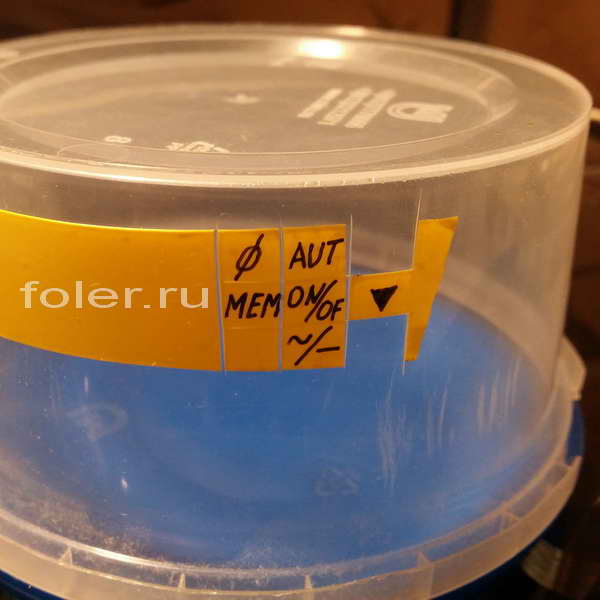 Ø AUT
MEM ON/OF
~/–
▼
foler.ru